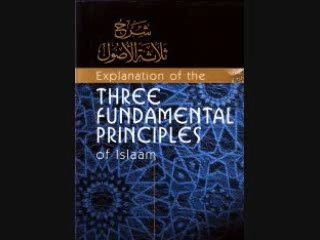 شرح
ثلاثة الأصول
Explanation of the
THREE
FUNDAMENTAL
PRINCIPLES
of Islaam